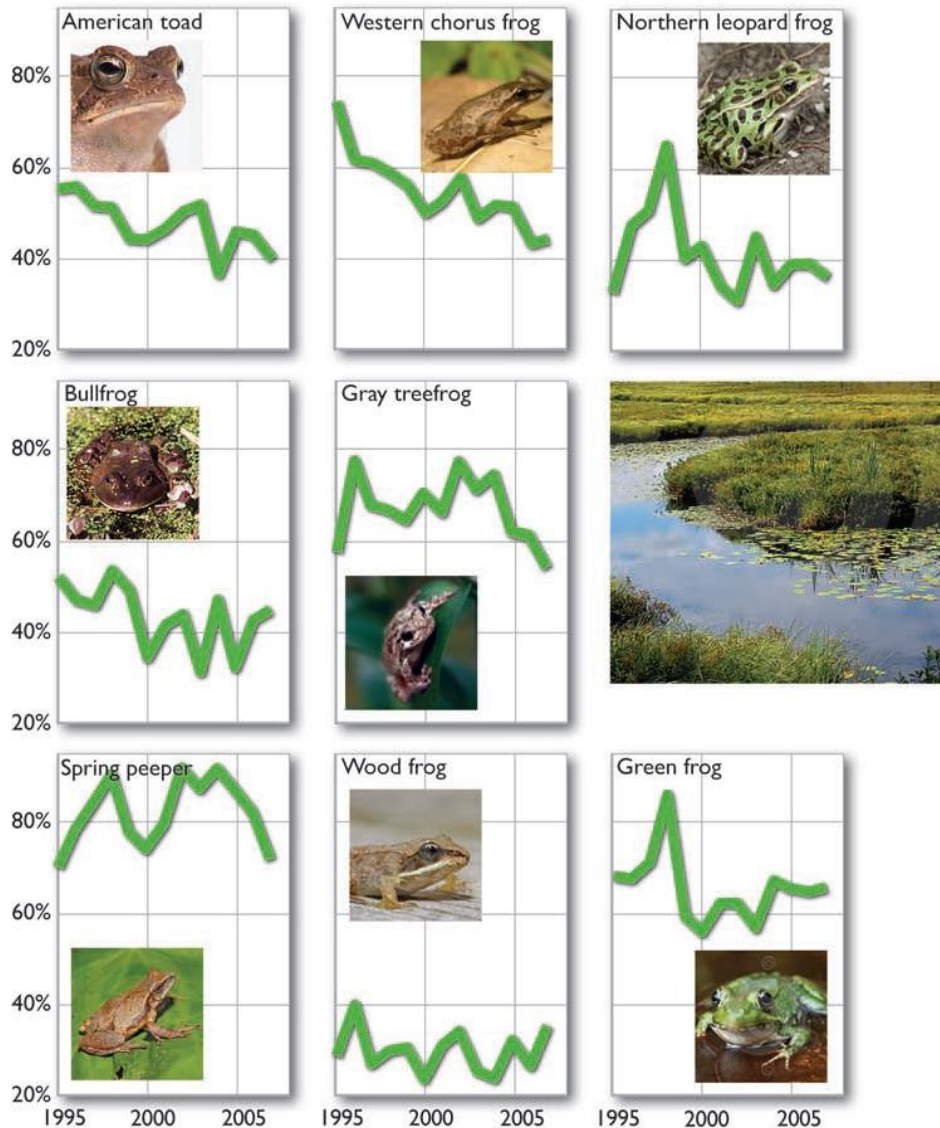 American toad
Western chorus frog
Northern leopard frog
80%
60%
40%
20%
Bullfrog
Gray treefrog
80%
60%
40%
20%
Spring peeper
Wood frog
Green frog
80%
60%
40%
20%
1995 2000 2005
1995 2000 2005
1995 2000 2005